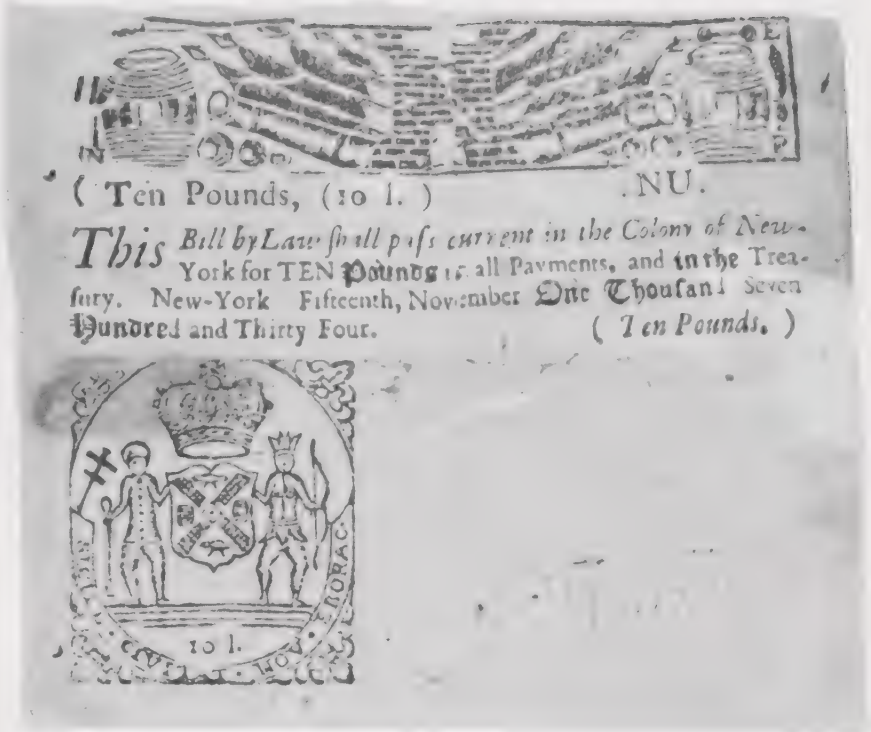 ( Ten Pounds, (10 l. )
.NU.
This Bill by Law shall pass current in the Colony of New-
York for TEN Pounds in all Payments, and in the Trea-
sury. New-York Fifteenth, November One Thousand Seven
Hundred and Thirty Four. ( Ten Pounds. )
10 l.
EBORAC.